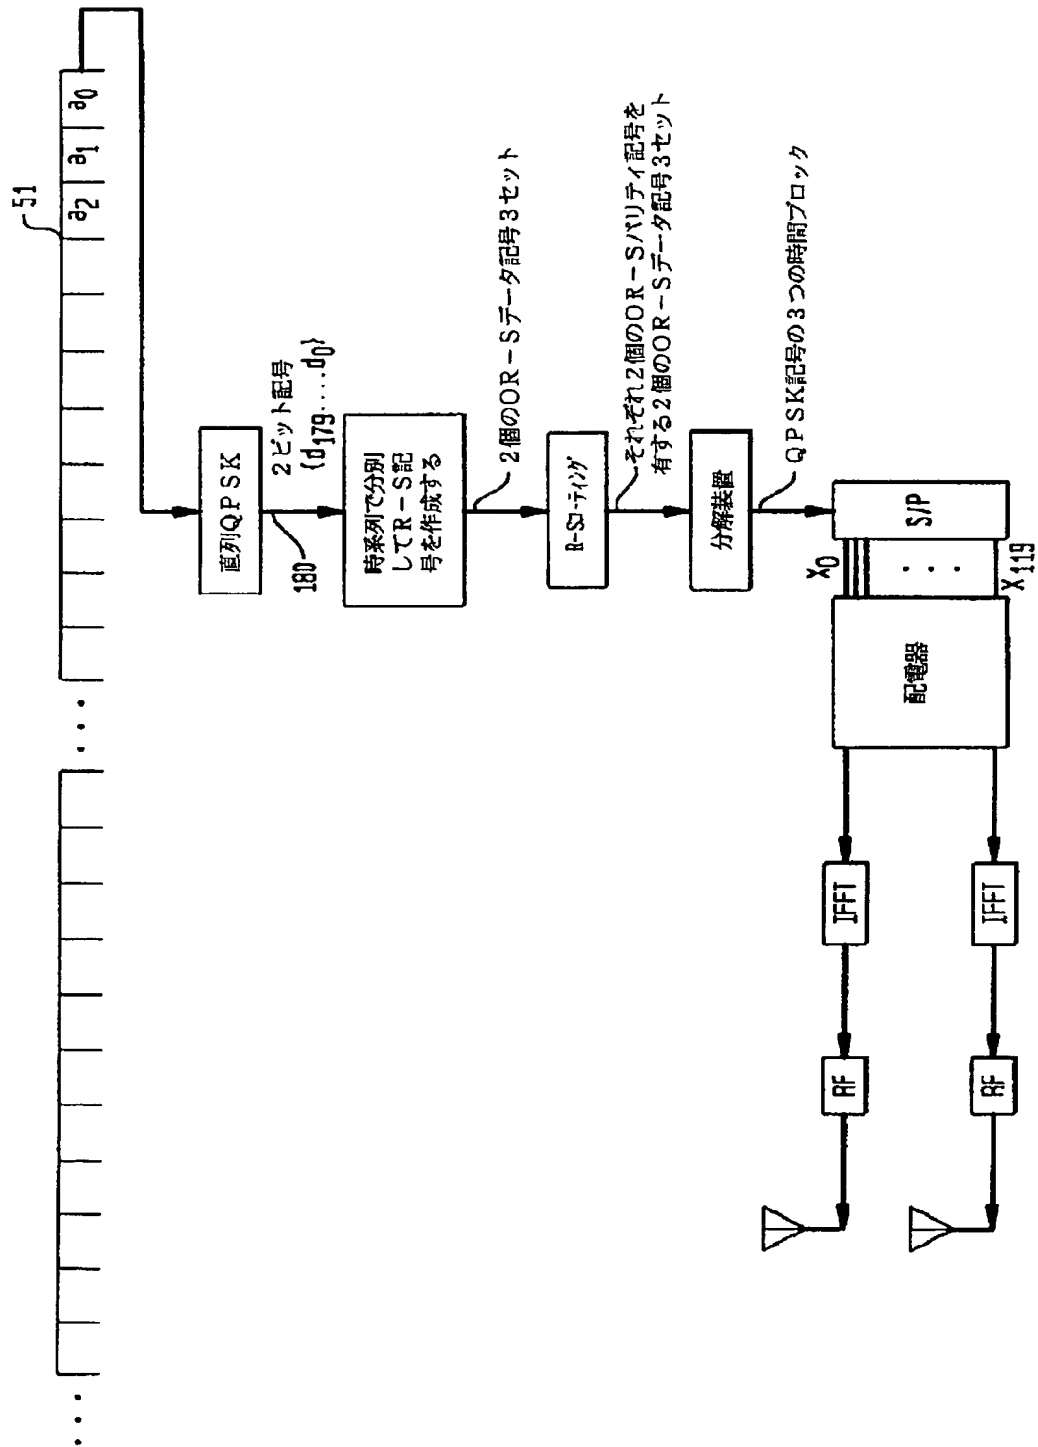 51
a2 a1 a0
直列QPSK
2ビット記号
{d179....d0}
180
時系列で分別
してR-S記
号を作成する
2個のOR-Sデータ記号3セット
R-Sコーティング
それぞれ2個のOR-Sパリティ記号を
有する2個のOR-Sデータ記号3セット
分解装置
QPSK記号の3つの時間ブロック
S/P
X0
X119
配電器
IFFT
IFFT
RF
RF